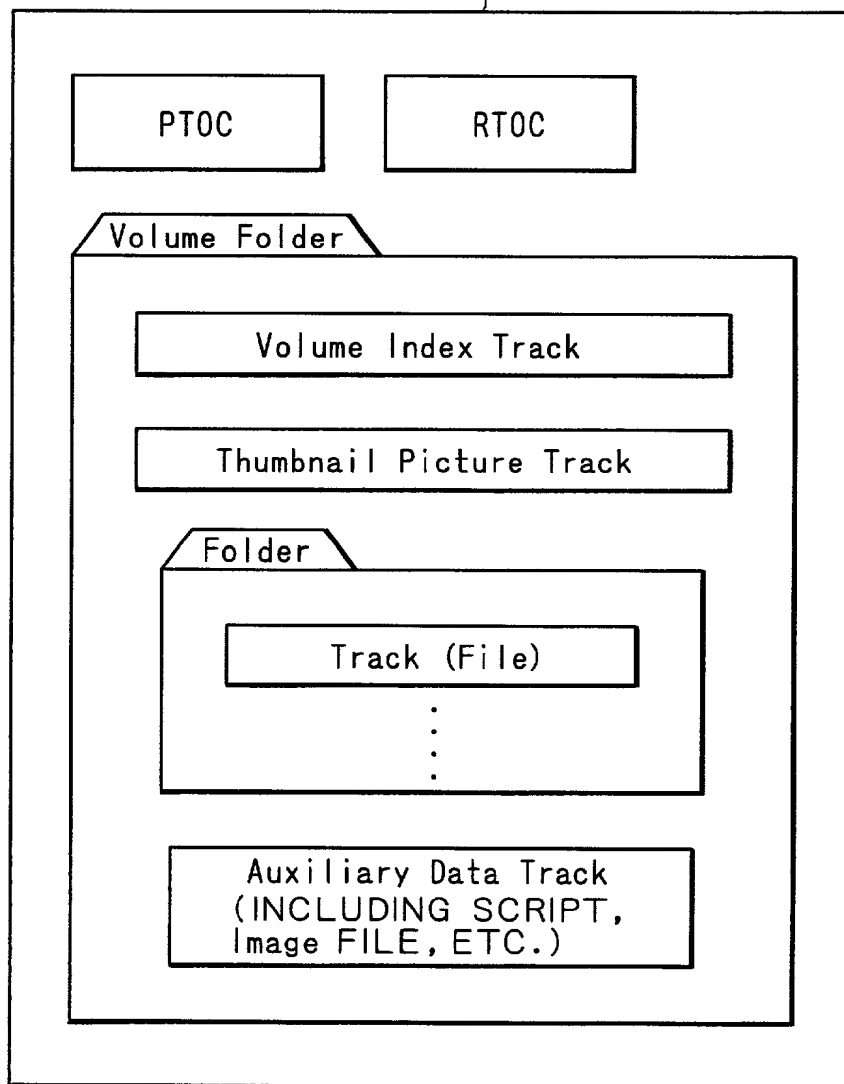 PTOC
RTOC
Volume Folder
Volume Index Track
Thumbnail Picture Track
Folder
Track (File)
Auxiliary Data Track
(INCLUDING SCRIPT,
Image FILE, ETC.)